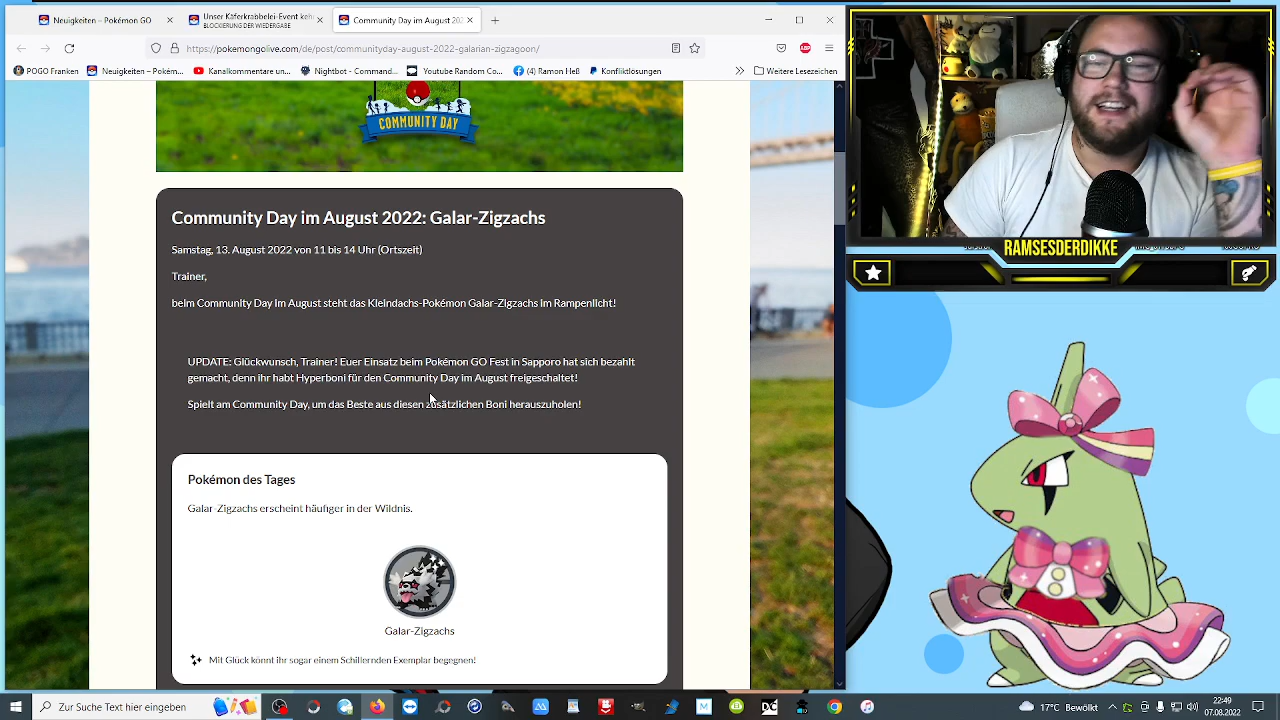 Neuigkeiten – Pokémon G
Unser Käferkrabbelei-Event keh
BLOCKIERUNG DER WIEDERGABE
Community Day im August 202
https://pokemongolive.com/de/post/communityday-august-2022-galarian-zigzagoon/
POGO Franken
Neuigkeiten – Pokém...
Kanalkommentare un...
Nightbot - Comman...
Youtube Random Co...
(4) Ramon Heß
Konfliktlösungen
Weitere Lesezeichen
COMMUNITY DAY
Community Day im August 2022: Galar-Zigzachs
Samstag, 13. August 2022 von 11 bis 14 Uhr (Ortszeit)
Trainer,
beim Community Day im August steht das Kleindachs-Pokémon Galar-Zigzachs im Rampenlicht!
UPDATE: Glückwunsch, Trainer! Euer Einsatz beim Pokémon GO Fest in Sapporo hat sich bezahlt
gemacht, denn ihr habt Hyperboni für den Community Day im August freigeschaltet!
Spielt am Community Day, um das Beste aus diesen zusätzlichen Boni herauszuholen!
Pokémon des Tages
Galar-Zigzachs erscheint häufiger in der Wildnis.
Galar-Zigzachs
Mit Glück könnt ihr sogar einem Schillernden Exemplar begegnen!
RAMSESDERDIKKE
Zur Suche Text hier eingeben
17°C Bedeckt
22:49
07.08.2022